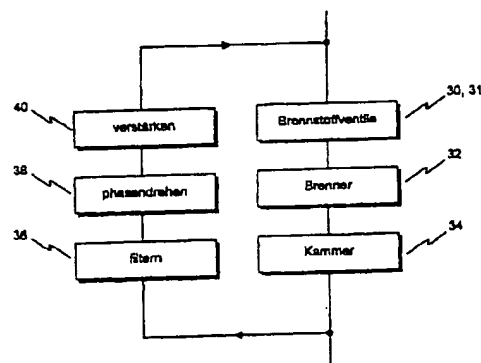 40 verstärken
Brennstoffventile 30, 31
38 phasendrehen
Brenner 32
36 filtern
Kammer 34